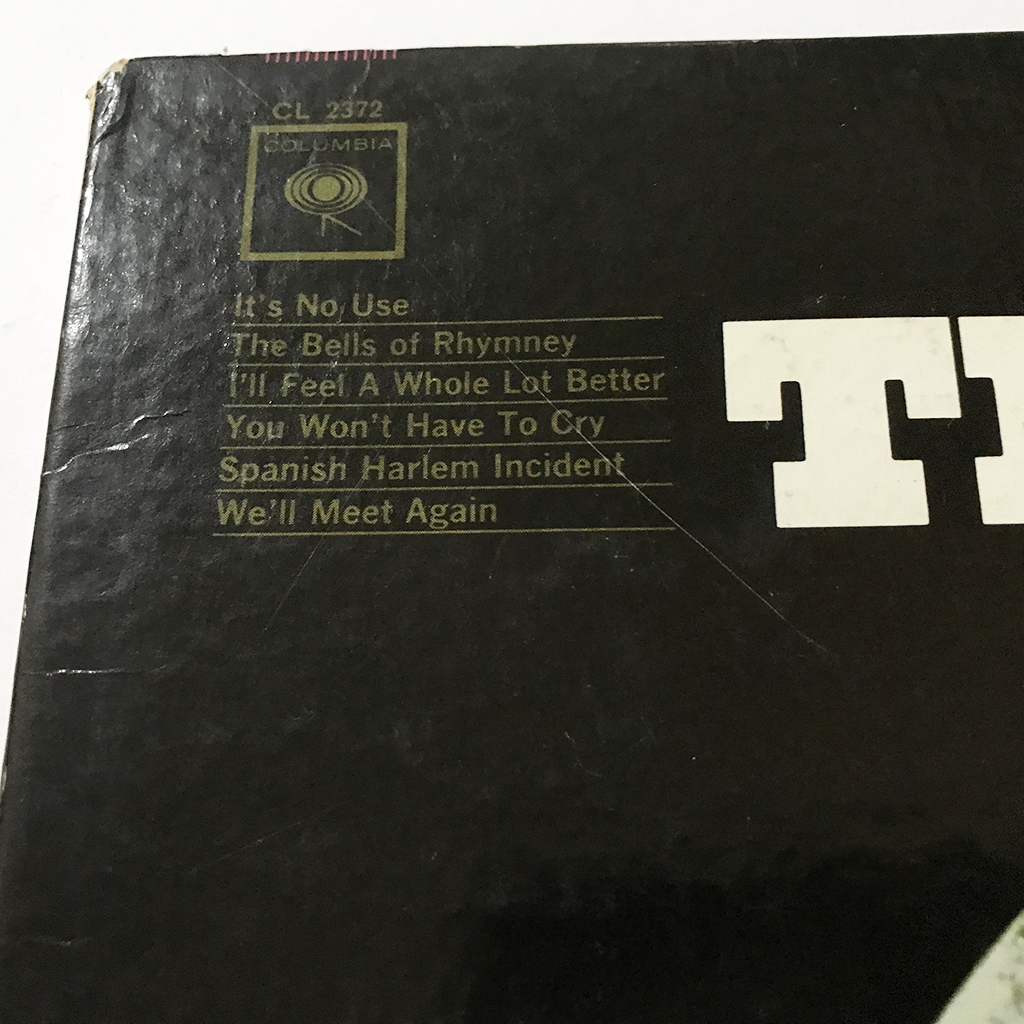 CL 2372
COLUMBIA
It's No Use
The Bells of Rhymney
I'll Feel A Whole Lot Better
You Won't Have To Cry
Spanish Harlem Incident
We'll Meet Again